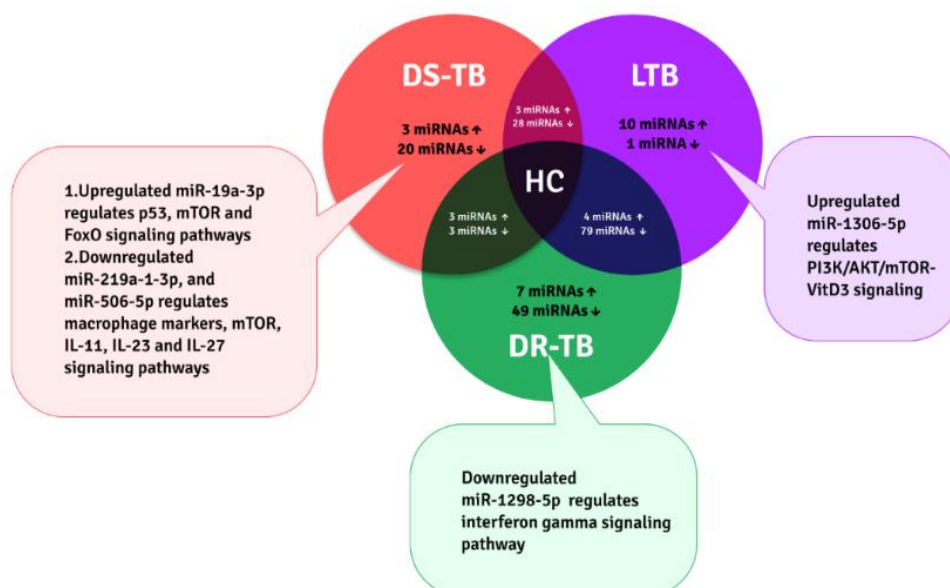 DS-TB
LTB
3 miRNAs ↑
28 miRNAs ↓
3 miRNAs ↑
20 miRNAs ↓
10 miRNAs ↑
1 miRNA ↓
HC
3 miRNAs ↑
3 miRNAs ↓
4 miRNAs ↑
79 miRNAs ↓
7 miRNAs ↑
49 miRNAs ↓
DR-TB
1.Upregulated miR-19a-3p
regulates p53, mTOR and
FoxO signaling pathways
2.Downregulated
miR-219a-1-3p, and
miR-506-5p regulates
macrophage markers, mTOR,
IL-11, IL-23 and IL-27
signaling pathways
Upregulated
miR-1306-5p
regulates
PI3K/AKT/mTOR-
VitD3 signaling
Downregulated
miR-1298-5p regulates
interferon gamma signaling
pathway